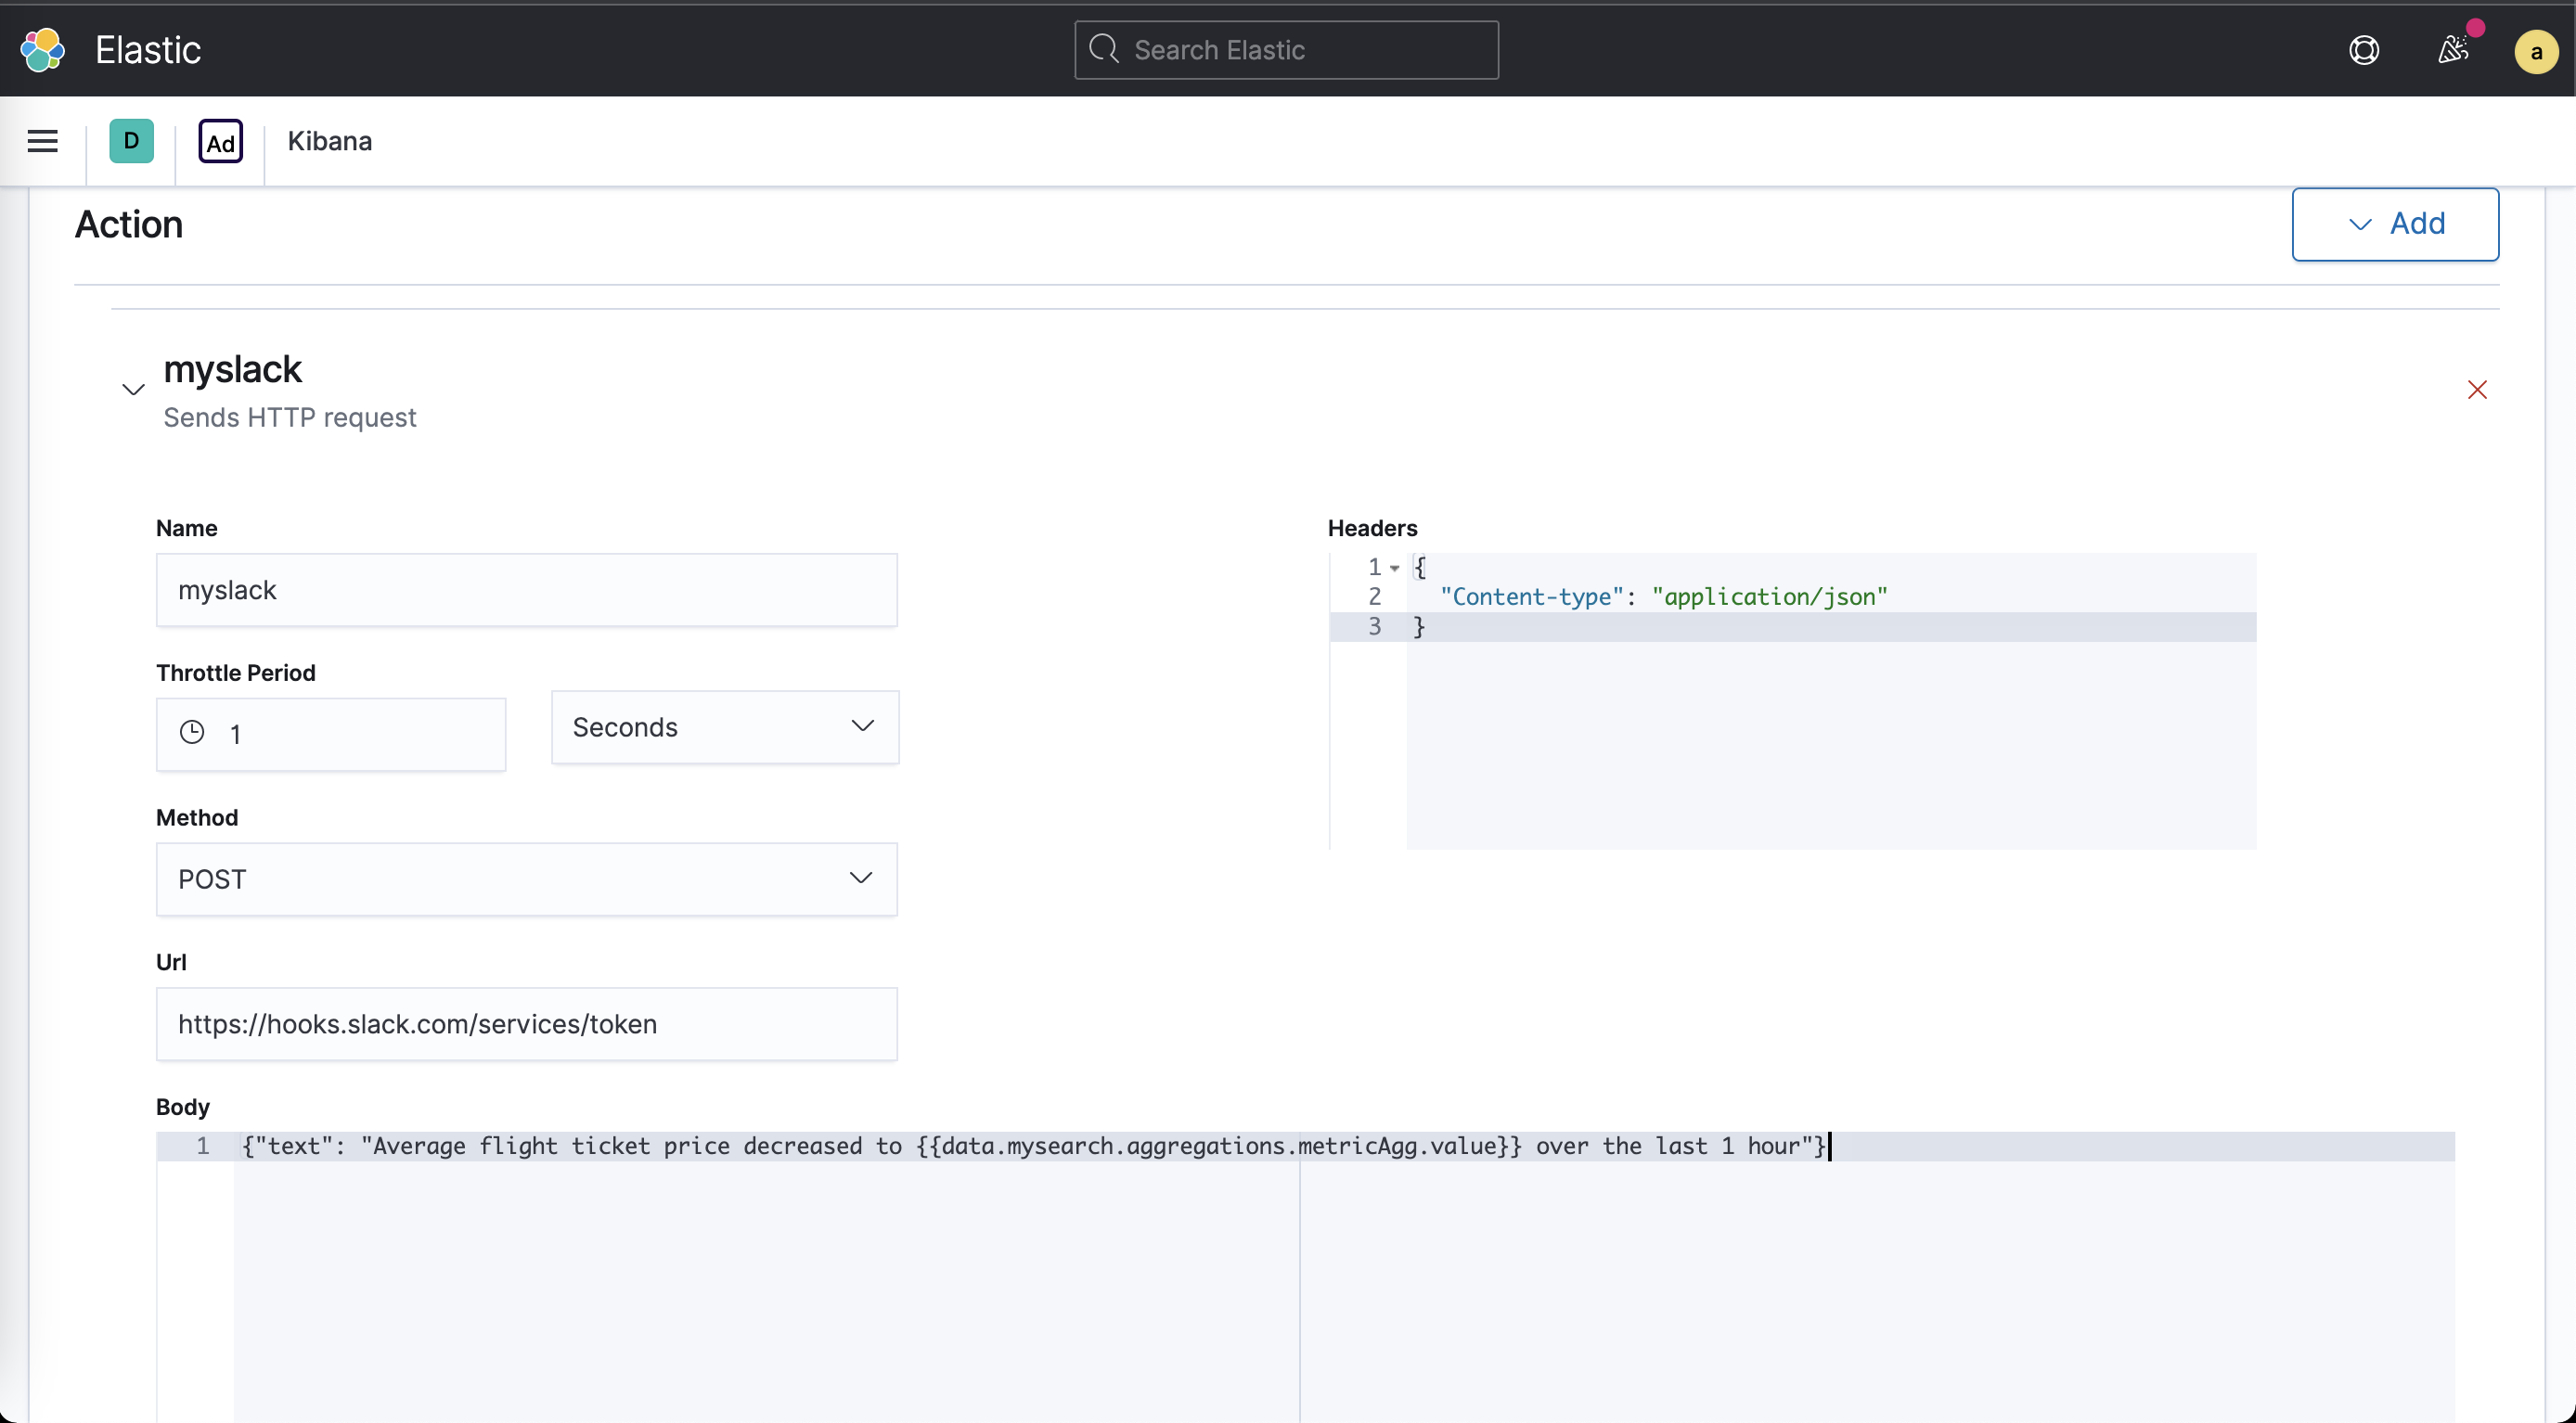 Elastic
Search Elastic
a
D
Ad
Kibana
Action
Add
myslack
Sends HTTP request
Name
myslack
Throttle Period
1
Seconds
Method
POST
Url
https://hooks.slack.com/services/token
Headers
1 {
2 "Content-type": "application/json"
3 }
Body
1 {"text": "Average flight ticket price decreased to {{data.mysearch.aggregations.metricAgg.value}} over the last 1 hour"}